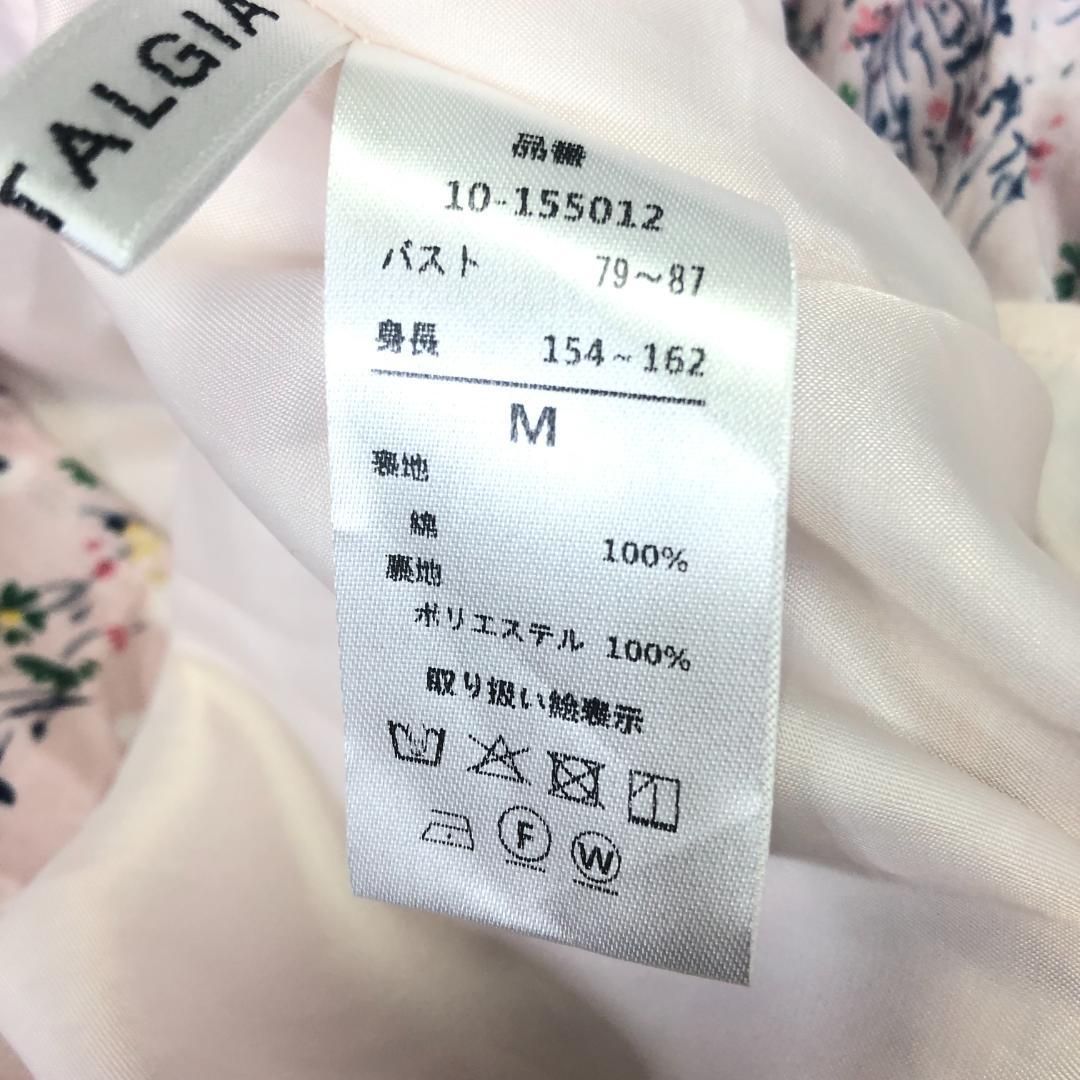 TALGIA
品番
10-155012
バスト 79～87
身長 154～162
M
表地
綿 100%
裏地
ポリエステル 100%
取り扱い絵表示
F W